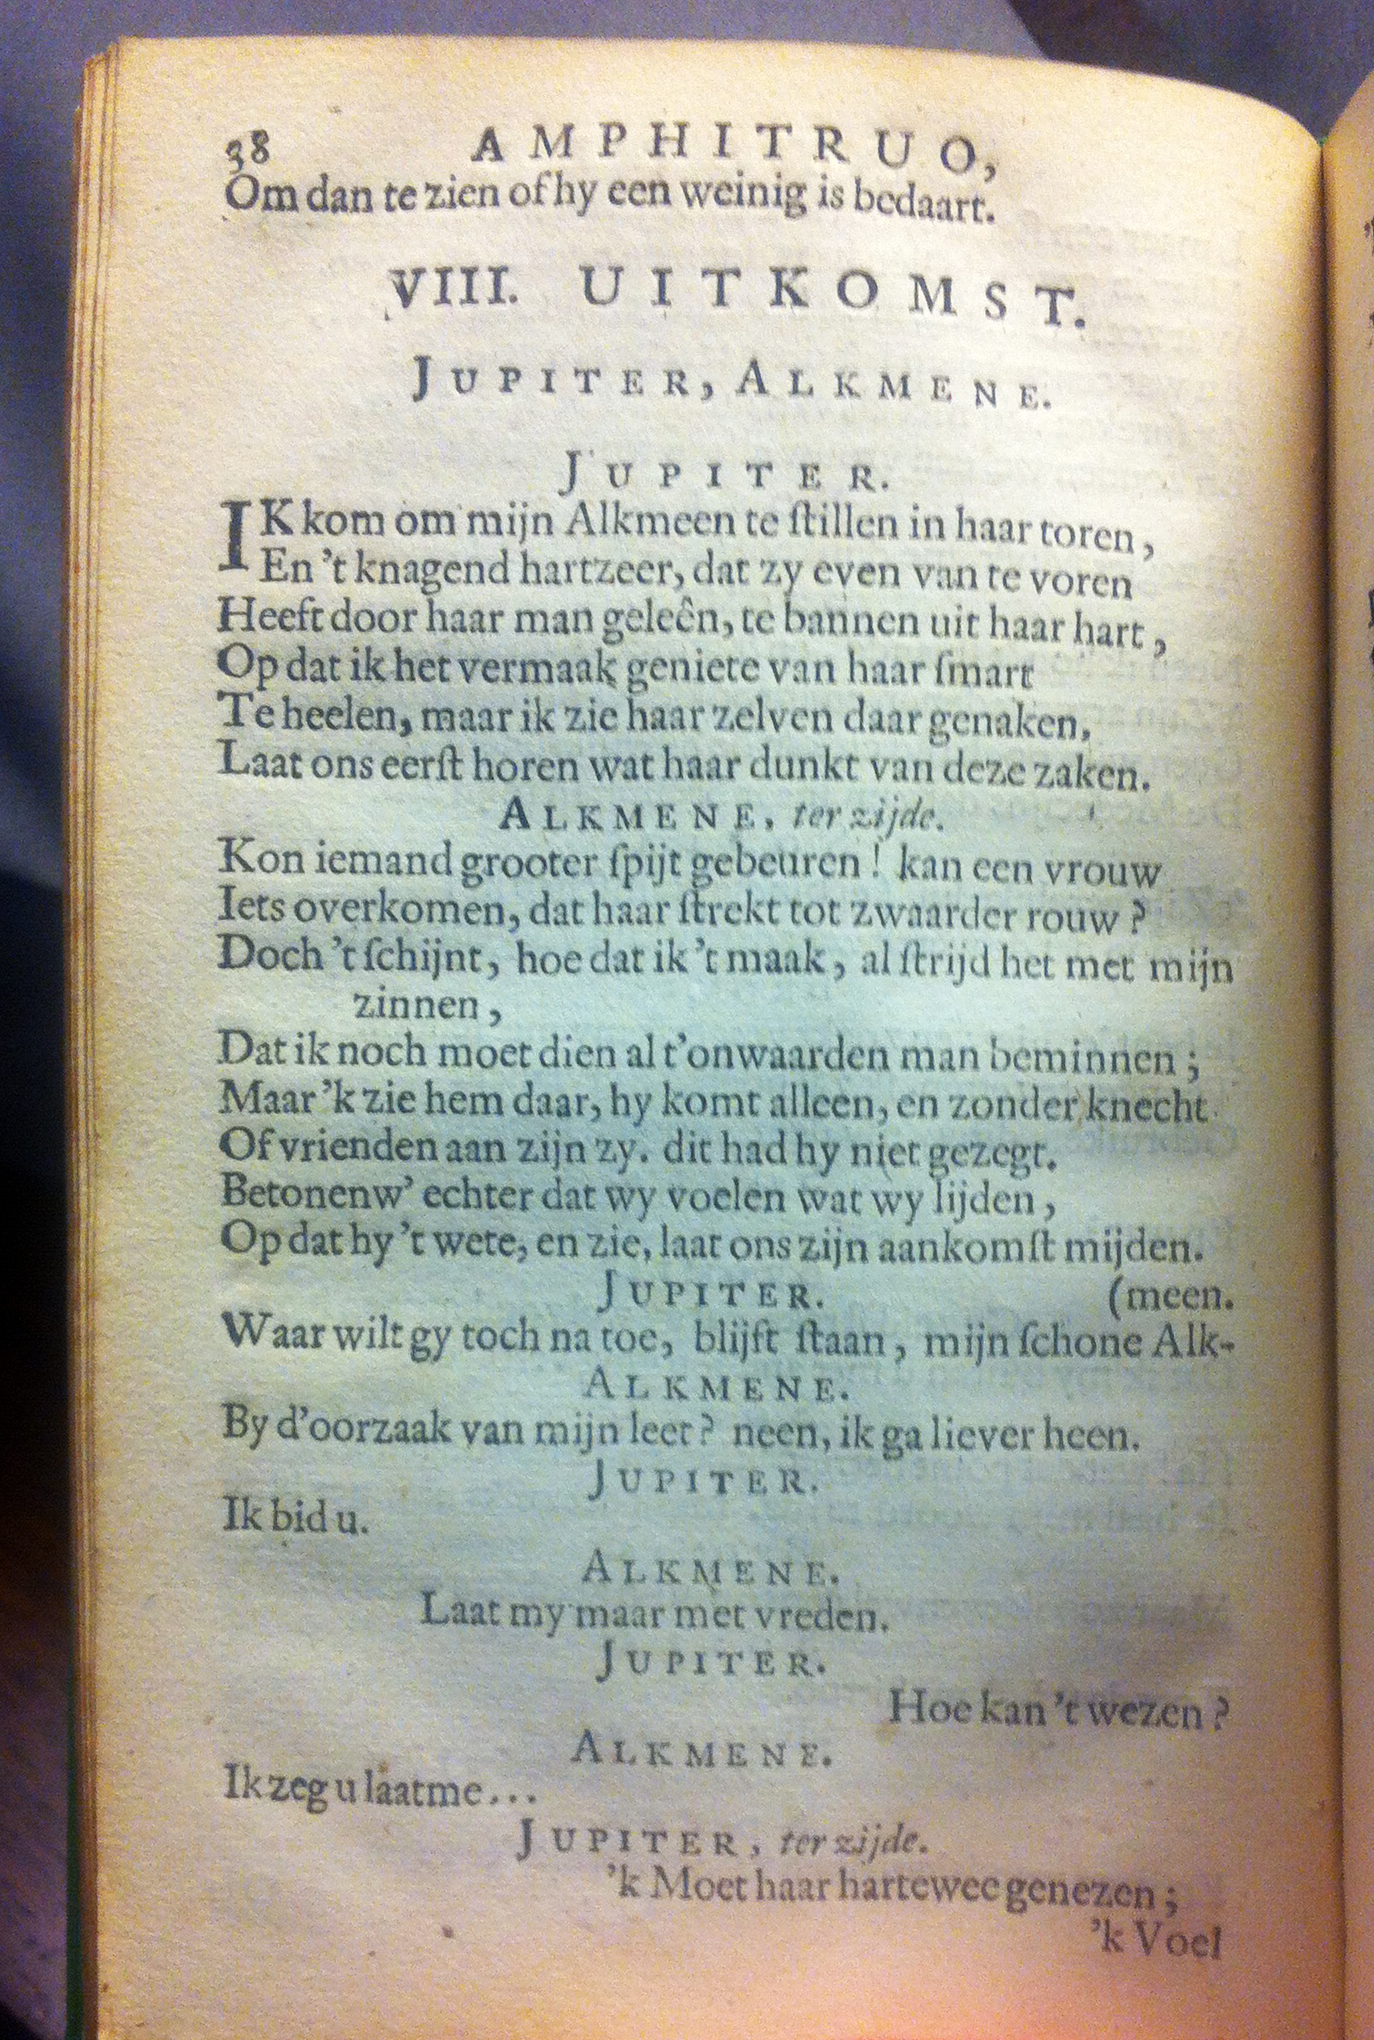 38 AMPHITRUO,
Om dan te zien of hy een weinig is bedaart.
VIII. UITKOMST.
JUPITER, ALKMENE.
JUPITER.
IK kom om mijn Alkmeen te ſtillen in haar toren,
En 't knagend hartzeer, dat zy even van te voren
Heeft door haar man geleên, te bannen uit haar hart,
Op dat ik het vermaak geniete van haar ſmart
Te heelen, maar ik zie haar zelven daar genaken,
Laat ons eerſt horen wat haar dunkt van deze zaken.
ALKMENE, ter zijde.
Kon iemand grooter ſpijt gebeuren! kan een vrouw
Iets overkomen, dat haar ſtrekt tot zwaarder rouw?
Doch 't ſchijnt, hoe dat ik 't maak, al ſtrijd het met mijn
zinnen,
Dat ik noch moet dien al t'onwaarden man beminnen;
Maar 'k zie hem daar, hy komt alleen, en zonder knecht
Of vrienden aan zijn zy. dit had hy niet gezegt.
Betonenw' echter dat wy voelen wat wy lijden,
Op dat hy 't wete, en zie, laat ons zijn aankomſt mijden.
JUPITER. (meen.
Waar wilt gy toch na toe, blijft ſtaan, mijn ſchone Alk-
ALKMENE.
By d'oorzaak van mijn leet? neen, ik ga liever heen.
JUPITER.
Ik bid u.
ALKMENE.
Laat my maar met vreden.
JUPITER.
Hoe kan 't wezen?
ALKMENE.
Ik zeg u laat me...
JUPITER, ter zijde.
'k Moet haar hartewee genezen;
'k Voel